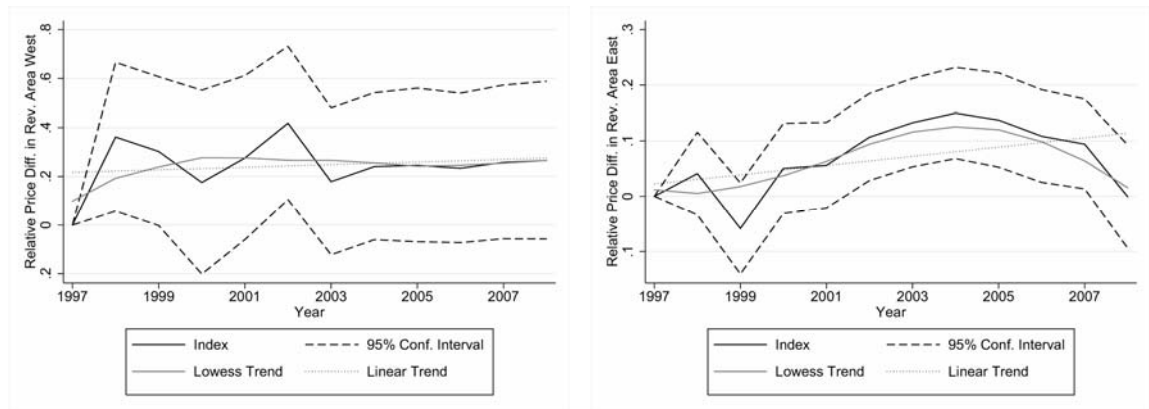 Relative Price Diff. in Rev. Area West
.8
.6
.4
.2
0
.2
1997 1999 2001 2003 2005 2007
Year
Index 95% Conf. Interval
Lowess Trend Linear Trend
Relative Price Diff. in Rev. Area East
.3
.2
.1
0
.1
1997 1999 2001 2003 2005 2007
Year
Index 95% Conf. Interval
Lowess Trend Linear Trend